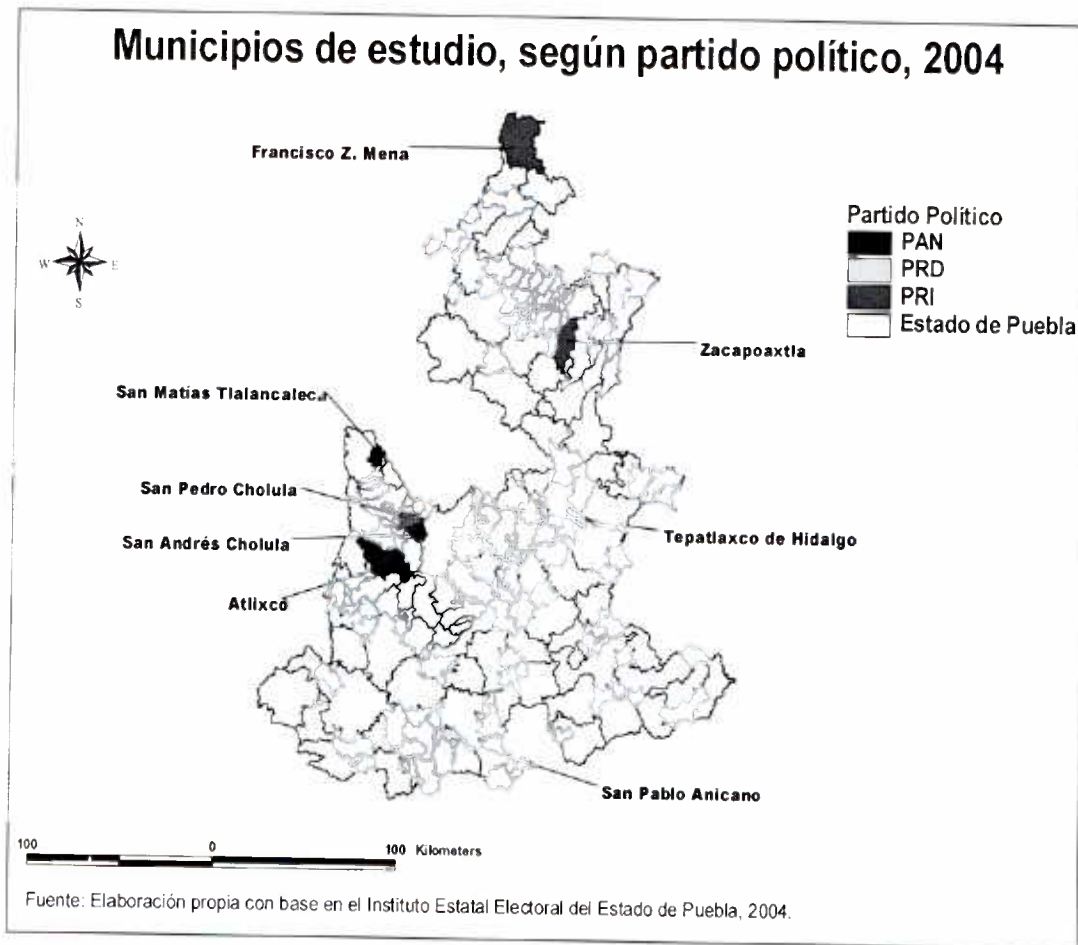 Municipios de estudio, según partido político, 2004
Francisco Z. Mena
Partido Político
PAN
PRD
PRI
Estado de Puebla
N
W
E
S
Zacapoaxtla
San Matías Tlalancaleca
San Pedro Cholula
San Andrés Cholula
Tepatlaxco de Hidalgo
Atlixco
San Pablo Anicano
100
0
100 Kilometers
Fuente: Elaboración propia con base en el Instituto Estatal Electoral del Estado de Puebla, 2004.